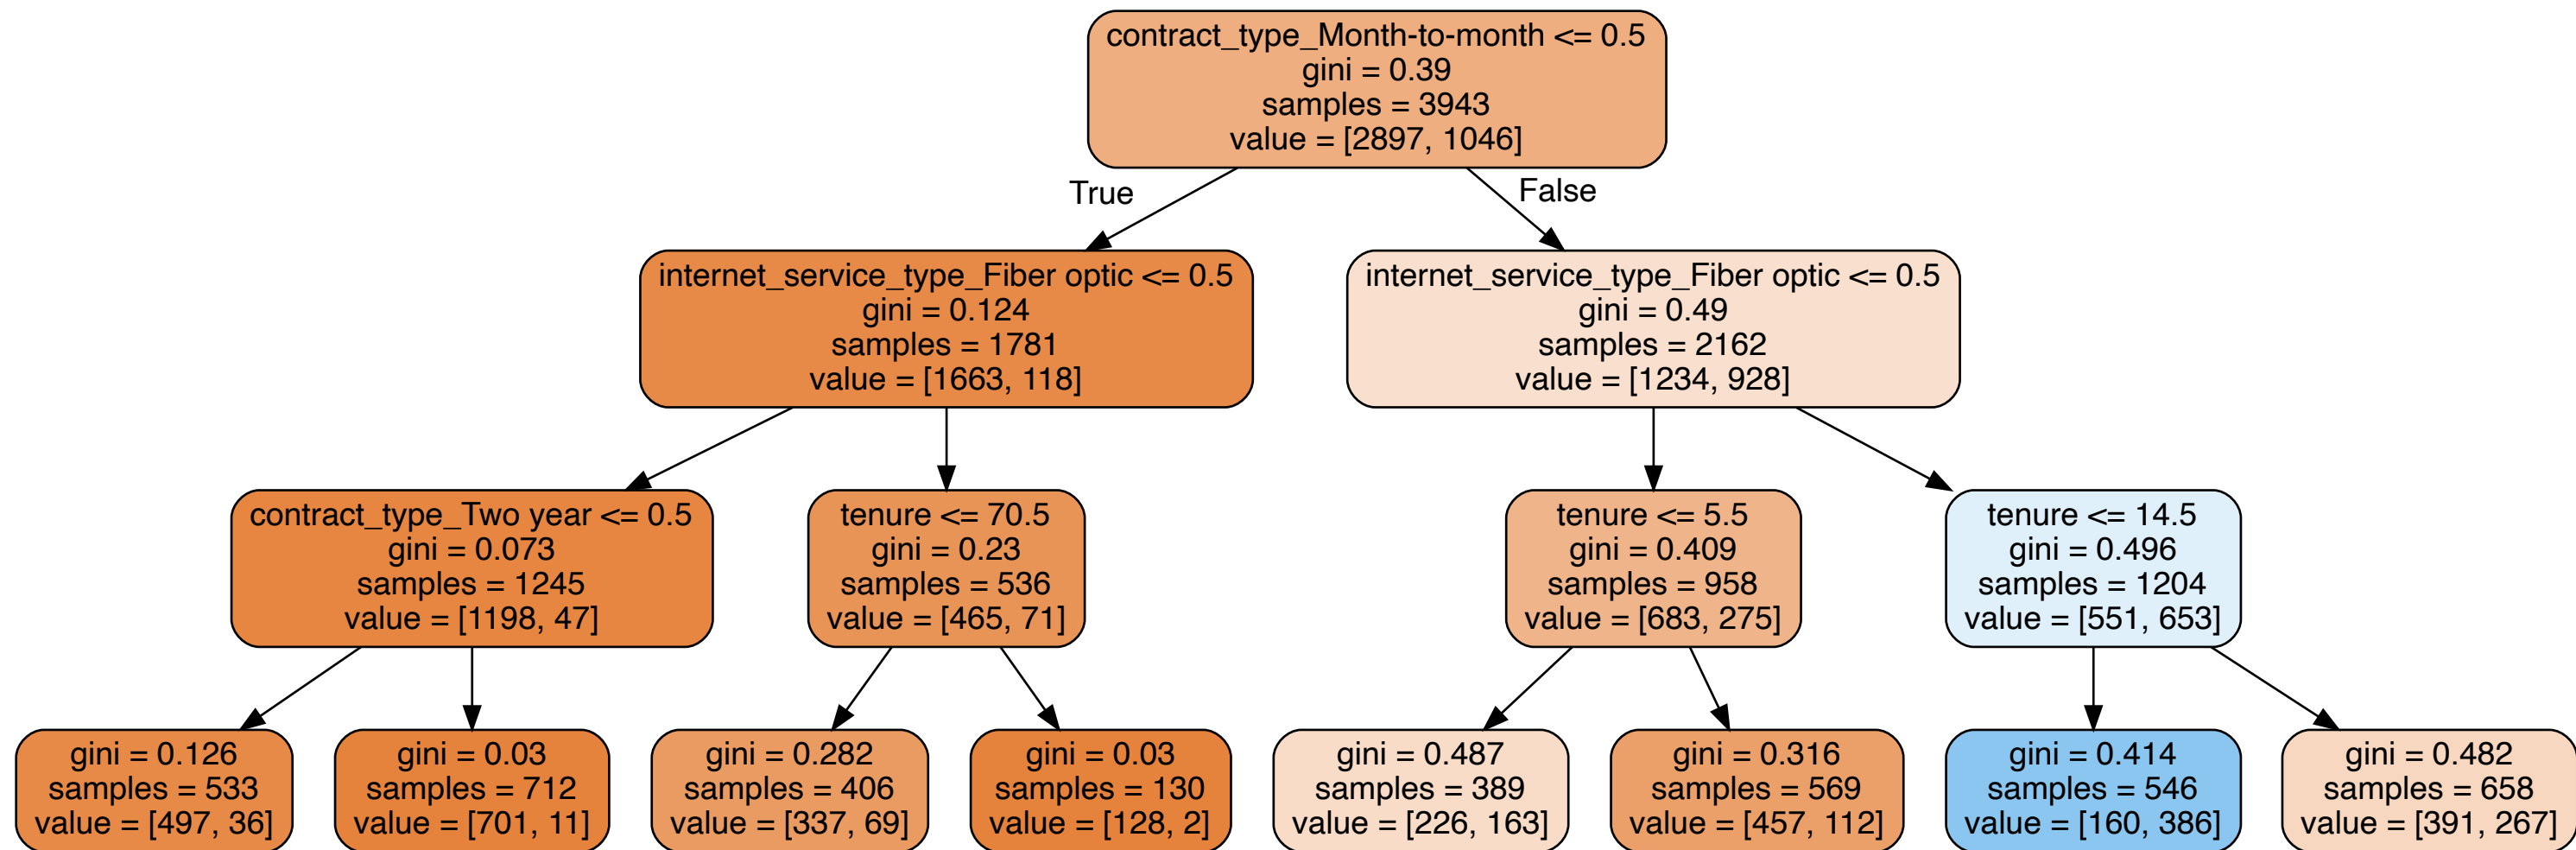 contract_type_Month-to-month <= 0.5
gini = 0.39
samples = 3943
value = [2897, 1046]
True
False
internet_service_type_Fiber optic <= 0.5
gini = 0.124
samples = 1781
value = [1663, 118]
internet_service_type_Fiber optic <= 0.5
gini = 0.49
samples = 2162
value = [1234, 928]
contract_type_Two year <= 0.5
gini = 0.073
samples = 1245
value = [1198, 47]
tenure <= 70.5
gini = 0.23
samples = 536
value = [465, 71]
tenure <= 5.5
gini = 0.409
samples = 958
value = [683, 275]
tenure <= 14.5
gini = 0.496
samples = 1204
value = [551, 653]
gini = 0.126
samples = 533
value = [497, 36]
gini = 0.03
samples = 712
value = [701, 11]
gini = 0.282
samples = 406
value = [337, 69]
gini = 0.03
samples = 130
value = [128, 2]
gini = 0.487
samples = 389
value = [226, 163]
gini = 0.316
samples = 569
value = [457, 112]
gini = 0.414
samples = 546
value = [160, 386]
gini = 0.482
samples = 658
value = [391, 267]